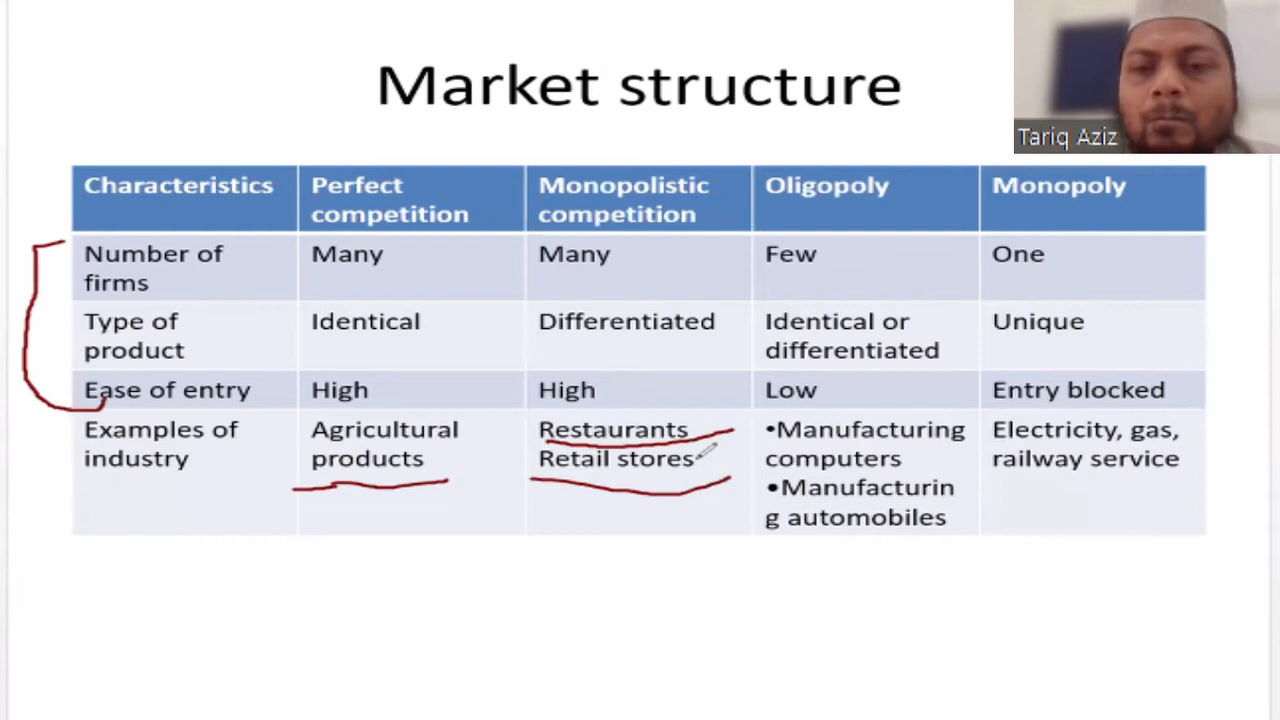 Market structure
Tariq Aziz
Characteristics
Perfect
competition
Monopolistic
competition
Oligopoly
Monopoly
Number of
firms
Many
Many
Few
One
Type of
product
Identical
Differentiated
Identical or
differentiated
Unique
Ease of entry
High
High
Low
Entry blocked
Examples of
industry
Agricultural
products
Restaurants
Retail stores
•Manufacturing
computers
•Manufacturin
g automobiles
Electricity, gas,
railway service